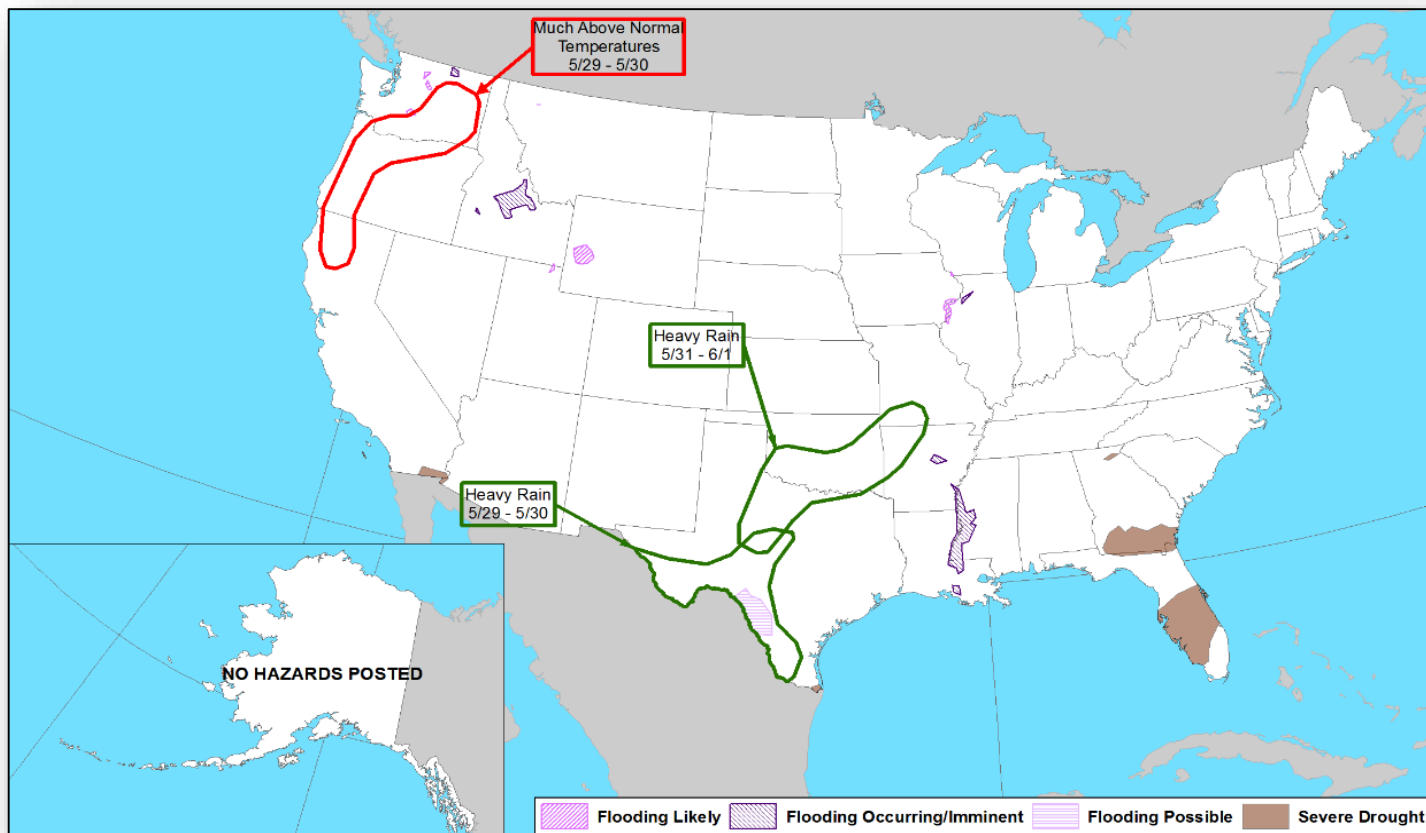 Much Above Normal
Temperatures
5/29 - 5/30
Heavy Rain
5/31 - 6/1
Heavy Rain
5/29 - 5/30
NO HAZARDS POSTED
Flooding Likely
Flooding Occurring/Imminent
Flooding Possible
Severe Drought